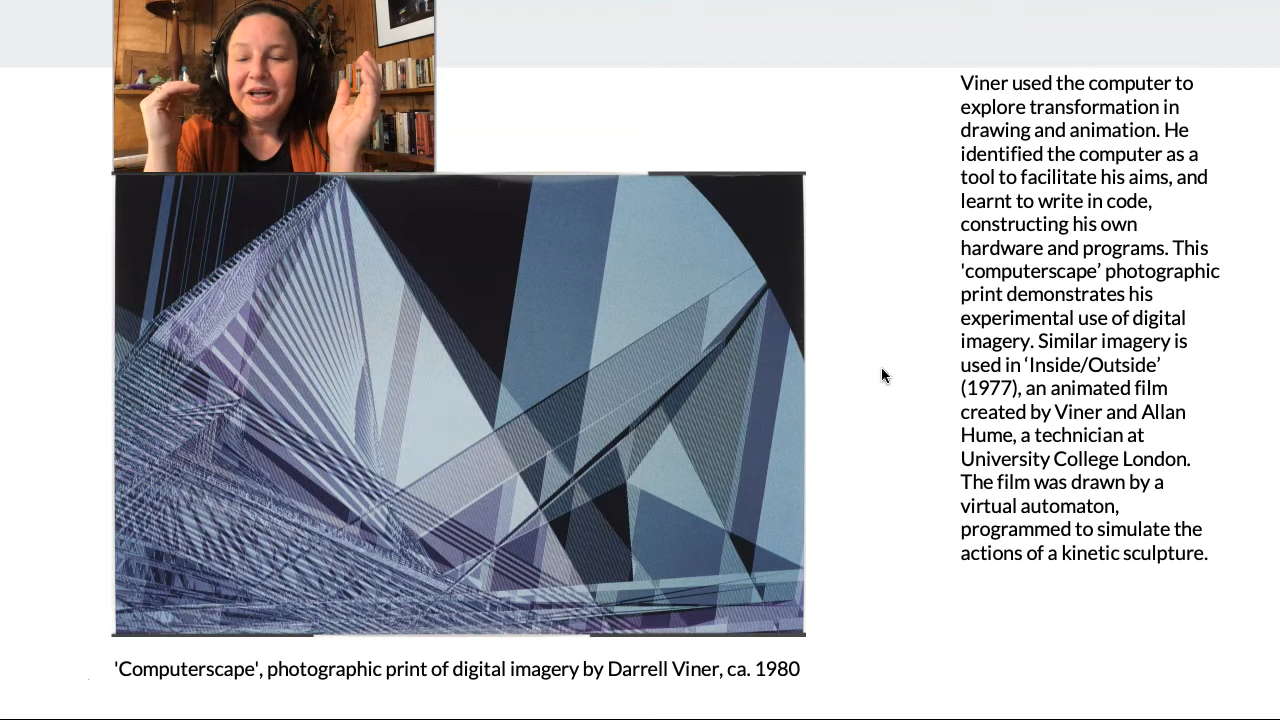 Viner used the computer to
explore transformation in
drawing and animation. He
identified the computer as a
tool to facilitate his aims, and
learnt to write in code,
constructing his own
hardware and programs. This
'computerscape’ photographic
print demonstrates his
experimental use of digital
imagery. Similar imagery is
used in ‘Inside/Outside’
(1977), an animated film
created by Viner and Allan
Hume, a technician at
University College London.
The film was drawn by a
virtual automaton,
programmed to simulate the
actions of a kinetic sculpture.
'Computerscape', photographic print of digital imagery by Darrell Viner, ca. 1980